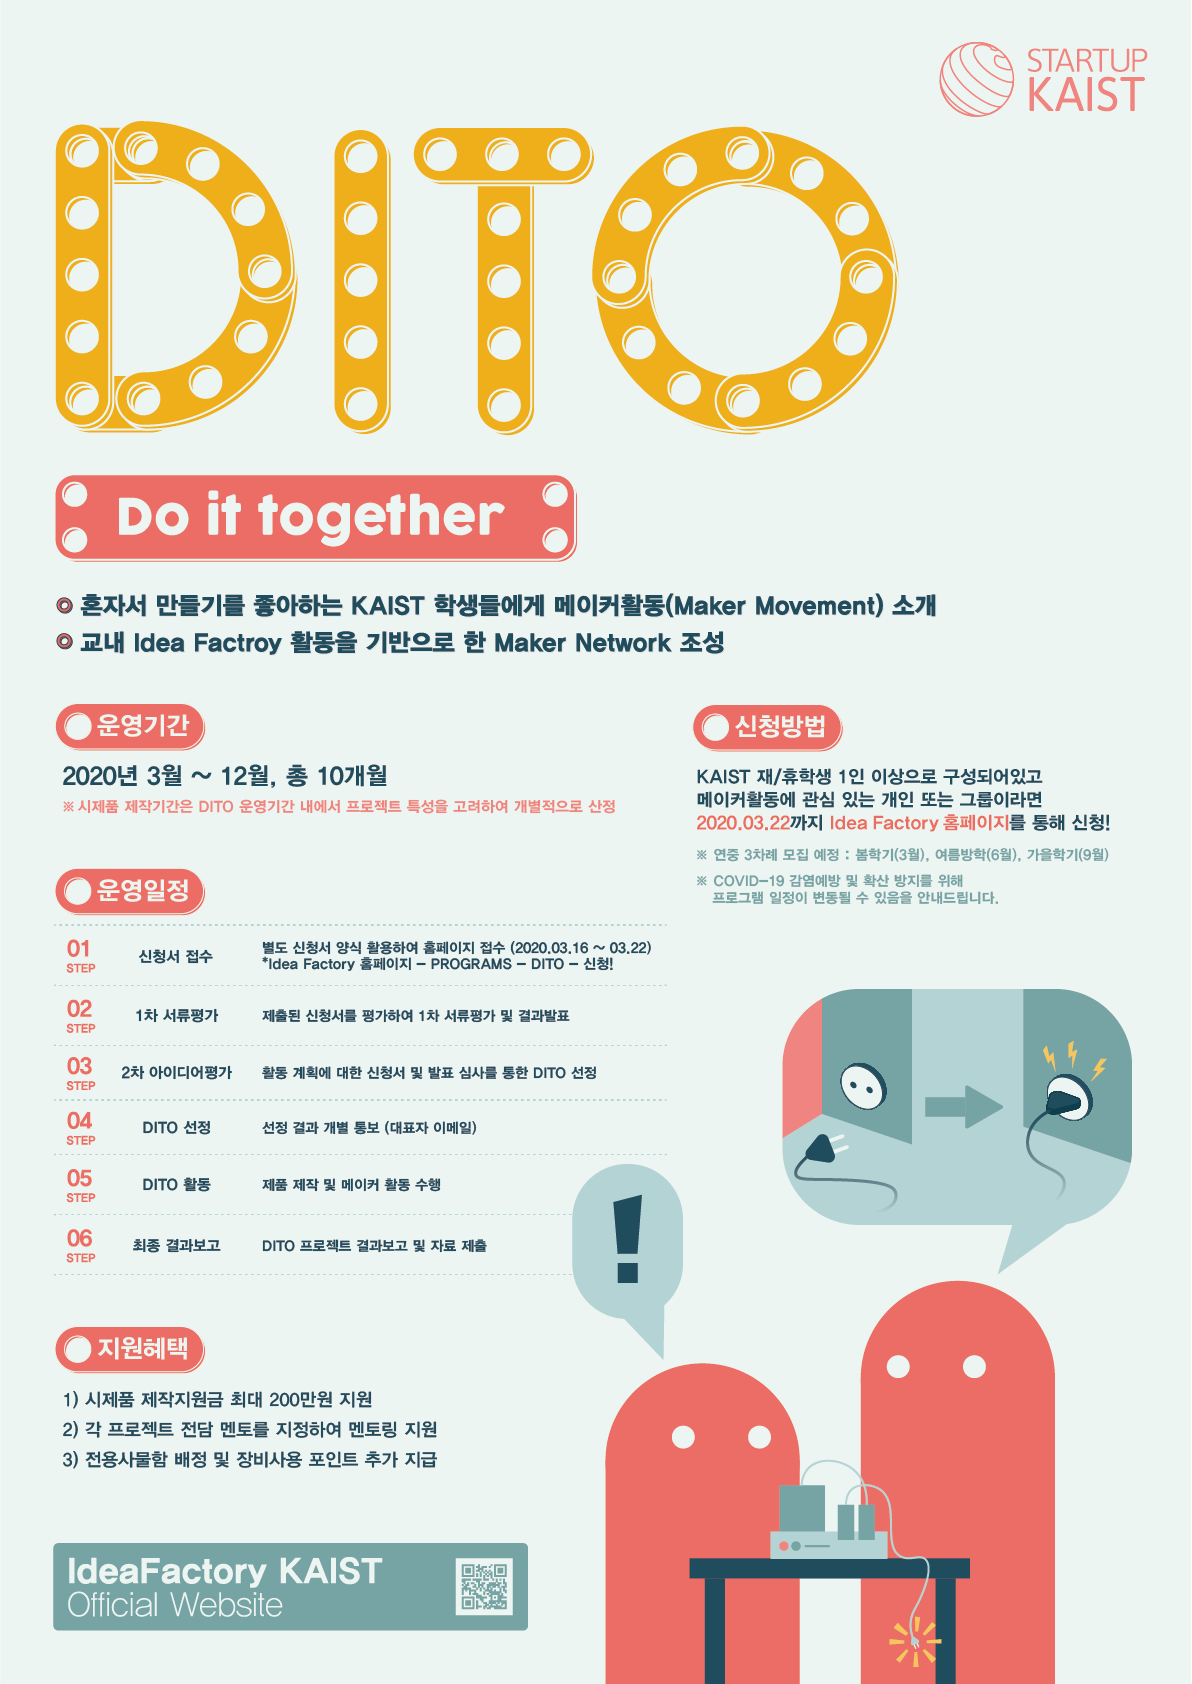 STARTUP
KAIST
DITO
Do it together
혼자서 만들기를 좋아하는 KAIST 학생들에게 메이커활동(Maker Movement) 소개
교내 Idea Factroy 활동을 기반으로 한 Maker Network 조성
운영기간
2020년 3월 ~ 12월, 총 10개월
※ 시제품 제작기간은 DITO 운영기간 내에서 프로젝트 특성을 고려하여 개별적으로 산정
신청방법
KAIST 재/휴학생 1인 이상으로 구성되어있고
메이커활동에 관심 있는 개인 또는 그룹이라면
2020.03.22까지 Idea Factory 홈페이지를 통해 신청!
※ 연중 3차례 모집 예정 : 봄학기(3월), 여름방학(6월), 가을학기(9월)
※ COVID-19 감염예방 및 확산 방지를 위해
프로그램 일정이 변동될 수 있음을 안내드립니다.
운영일정
01 STEP 신청서 접수 별도 신청서 양식 활용하여 홈페이지 접수 (2020.03.16 ~ 03.22)
*Idea Factory 홈페이지 - PROGRAMS - DITO - 신청!
02 STEP 1차 서류평가 제출된 신청서를 평가하여 1차 서류평가 및 결과발표
03 STEP 2차 아이디어평가 활동 계획에 대한 신청서 및 발표 심사를 통한 DITO 선정
04 STEP DITO 선정 선정 결과 개별 통보 (대표자 이메일)
05 STEP DITO 활동 제품 제작 및 메이커 활동 수행
06 STEP 최종 결과보고 DITO 프로젝트 결과보고 및 자료 제출
!
지원혜택
1) 시제품 제작지원금 최대 200만원 지원
2) 각 프로젝트 전담 멘토를 지정하여 멘토링 지원
3) 전용사물함 배정 및 장비사용 포인트 추가 지급
IdeaFactory KAIST
Official Website